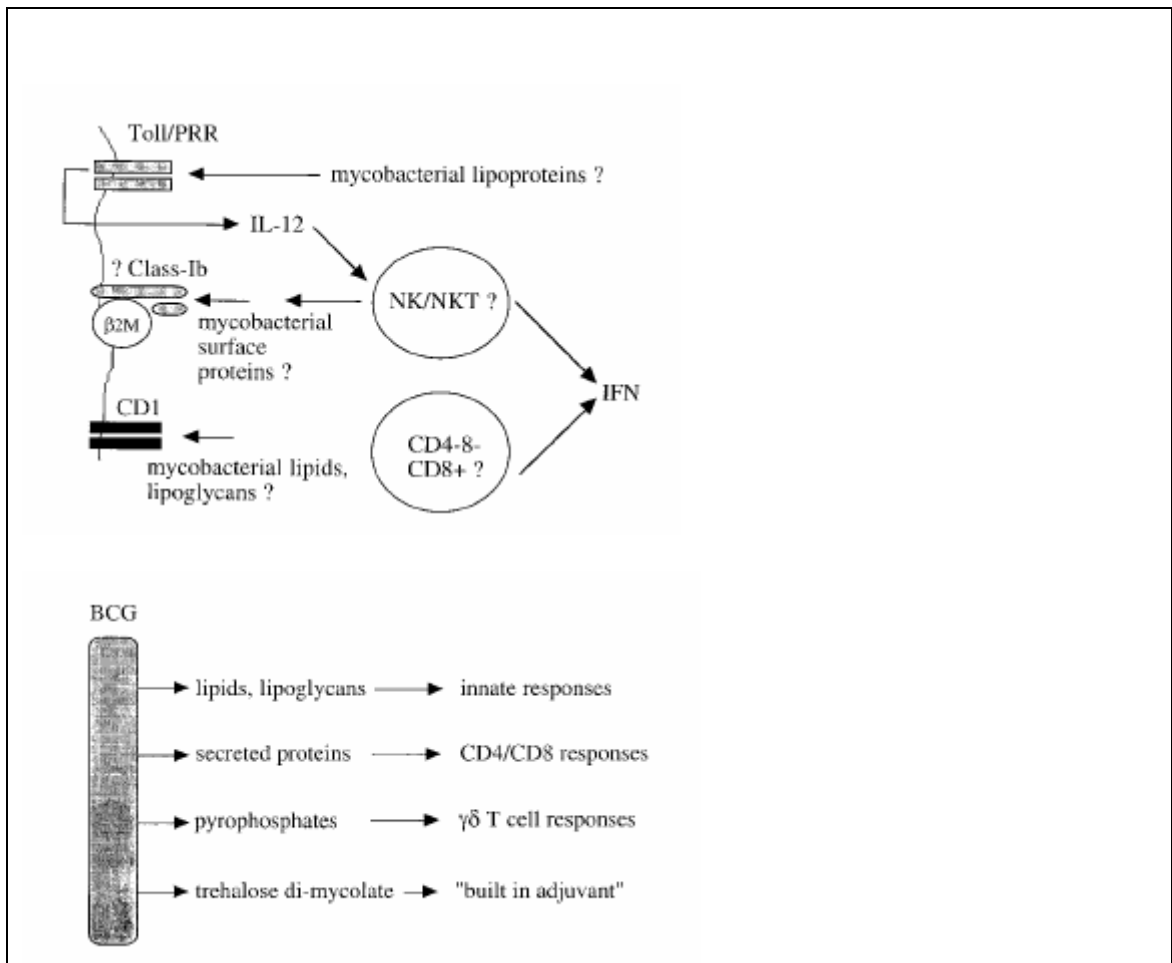 Toll/PRR
mycobacterial lipoproteins ?
IL-12
? Class-Ib
NK/NKT ?
β2M
mycobacterial
surface
proteins ?
IFN
CD1
CD4-8-
CD8+ ?
mycobacterial lipids,
lipoglycans ?
BCG
lipids, lipoglycans
innate responses
secreted proteins
CD4/CD8 responses
pyrophosphates
γδ T cell responses
trehalose di-mycolate
"built in adjuvant"